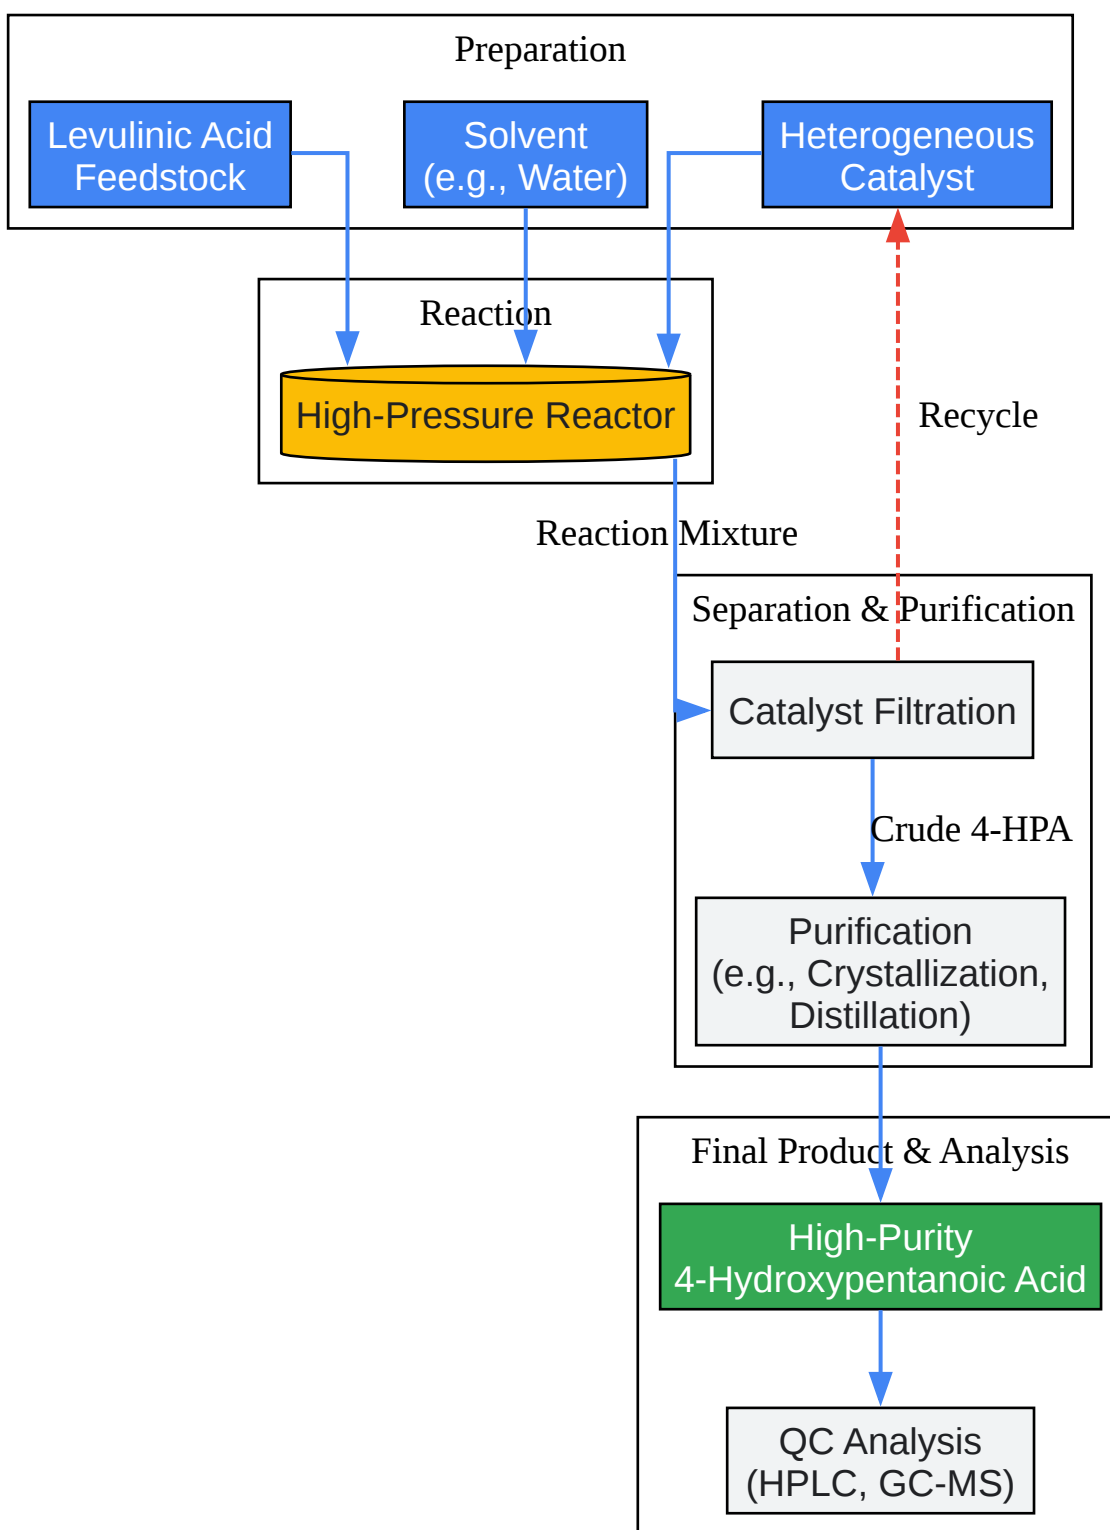 Preparation
Levulinic Acid
Feedstock
Solvent
(e.g., Water)
Heterogeneous
Catalyst
Reaction
High-Pressure Reactor
Recycle
Reaction Mixture
Separation & Purification
Catalyst Filtration
Crude 4-HPA
Purification
(e.g., Crystallization,
Distillation)
Final Product & Analysis
High-Purity
4-Hydroxypentanoic Acid
QC Analysis
(HPLC, GC-MS)